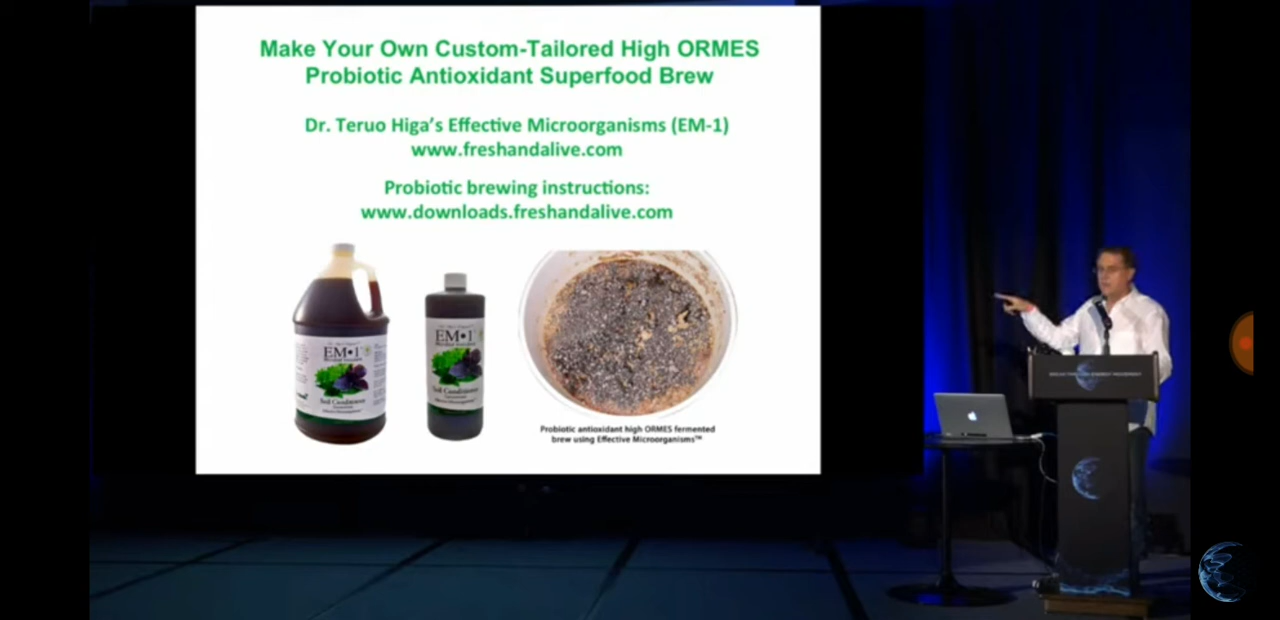 Make Your Own Custom-Tailored High ORMES
Probiotic Antioxidant Superfood Brew
Dr. Teruo Higa's Effective Microorganisms (EM-1)
www.freshandalive.com
Probiotic brewing instructions:
www.downloads.freshandalive.com
EM•1
EM•1
Soil Conditioner
Probiotic antioxidant high ORMES fermented
brew using Effective Microorganisms™